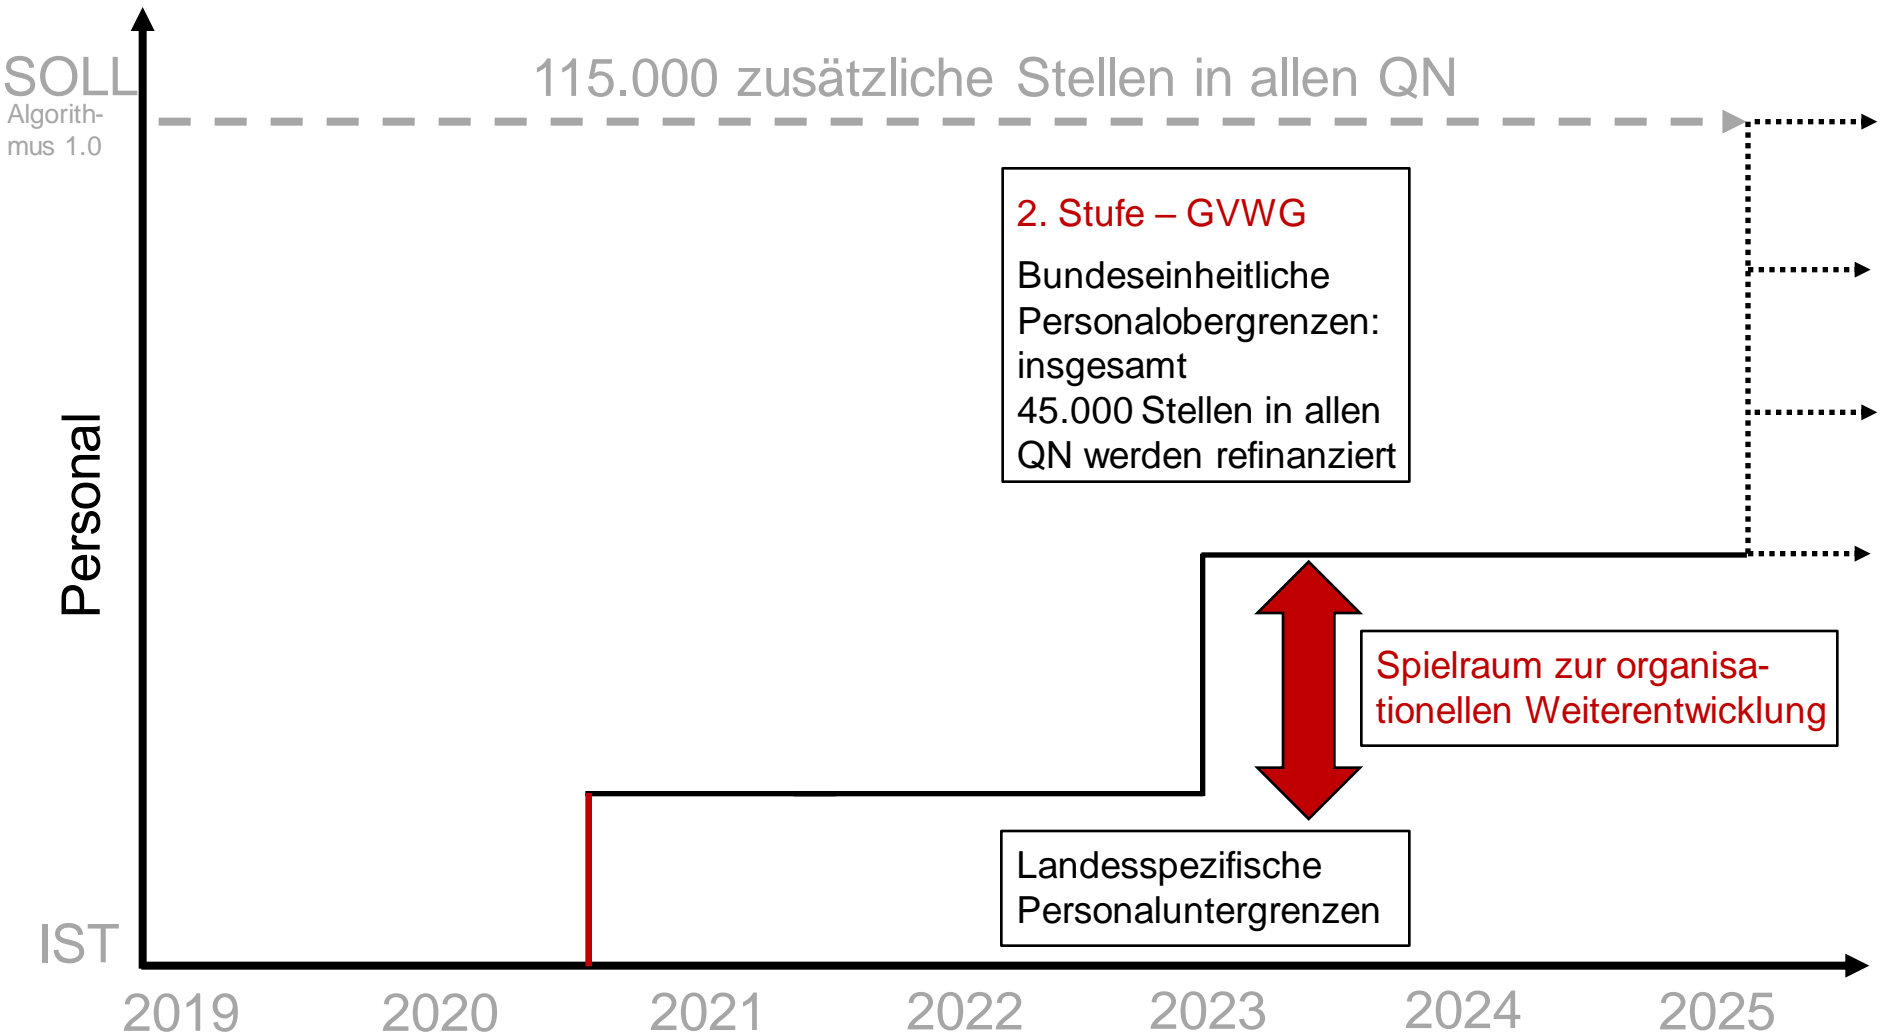 SOLL
Algorith-
mus 1.0
115.000 zusätzliche Stellen in allen QN
2. Stufe – GVWG
Bundeseinheitliche
Personalobergrenzen:
insgesamt
45.000 Stellen in allen
QN werden refinanziert
Personal
Spielraum zur organisa-
tionellen Weiterentwicklung
Landesspezifische
Personaluntergrenzen
IST
2019 2020 2021 2022 2023 2024 2025